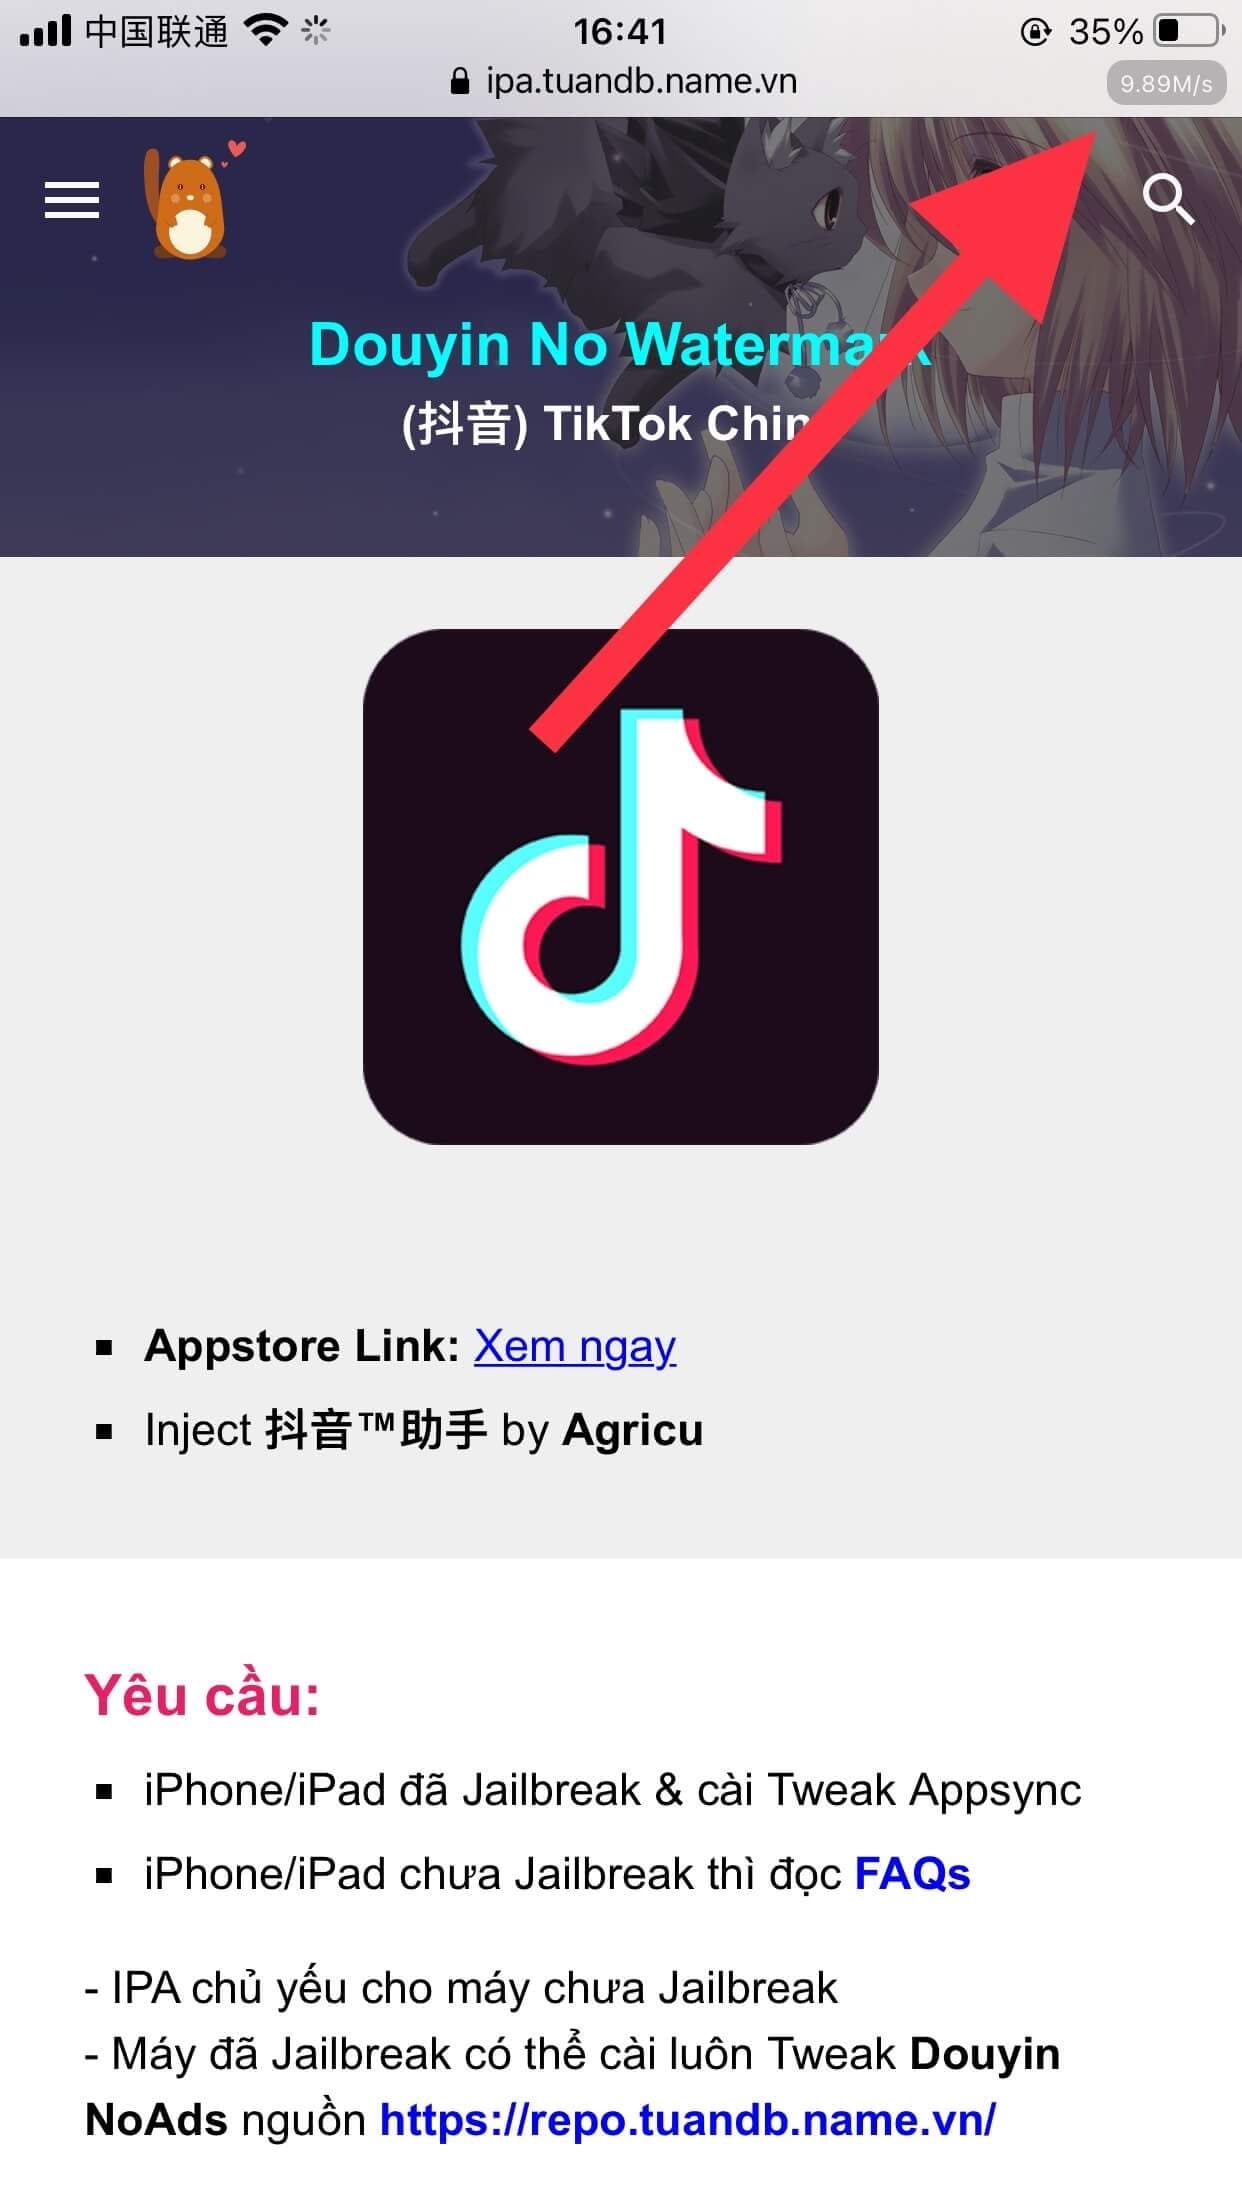 中国联通 16:41 35%
ipa.tuandb.name.vn 9.89M/s
Douyin No Watermark
(抖音) TikTok Chin
Appstore Link: Xem ngay
Inject 抖音™助手 by Agricu
Yêu cầu:
iPhone/iPad đã Jailbreak & cài Tweak Appsync
iPhone/iPad chưa Jailbreak thì đọc FAQs
- IPA chủ yếu cho máy chưa Jailbreak
- Máy đã Jailbreak có thể cài luôn Tweak Douyin
NoAds nguồn https://repo.tuandb.name.vn/